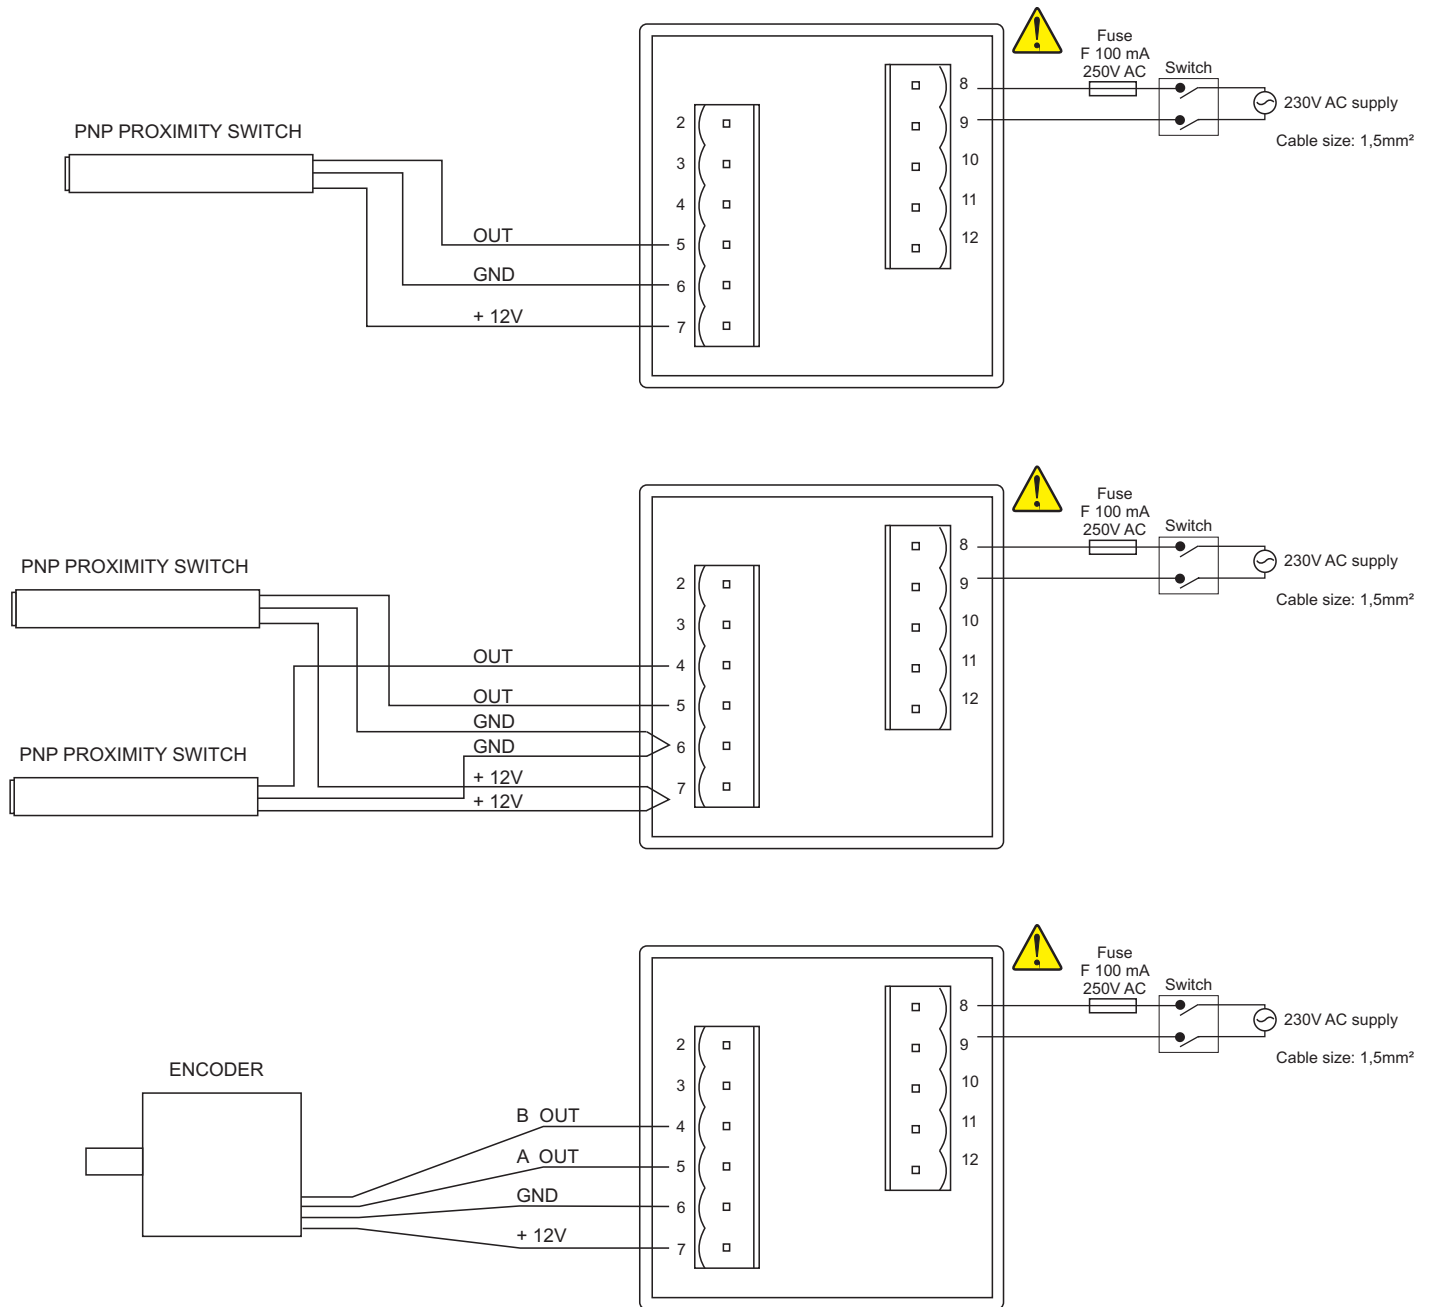 Fuse
F 100 mA
250V AC
Switch
8
230V AC supply
2
9
PNP PROXIMITY SWITCH
Cable size: 1,5mm²
3
10
4
11
OUT
5
12
GND
6
+ 12V
7
Fuse
F 100 mA
250V AC
Switch
8
230V AC supply
PNP PROXIMITY SWITCH
2
9
Cable size: 1,5mm²
3
10
OUT
4
11
OUT
5
12
GND
PNP PROXIMITY SWITCH
GND
6
+ 12V
7
+ 12V
Fuse
F 100 mA
250V AC
Switch
8
230V AC supply
2
9
Cable size: 1,5mm²
ENCODER
3
10
B OUT
4
11
A OUT
5
12
GND
6
+ 12V
7